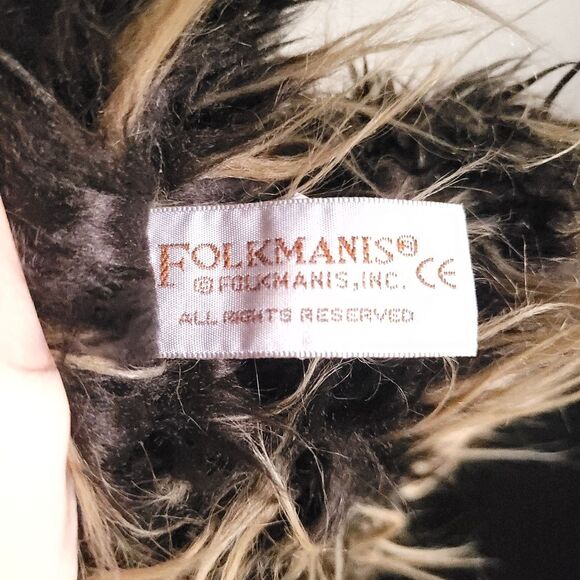 FOLKMANIS®
© FOLKMANIS, INC. CE
ALL RIGHTS RESERVED